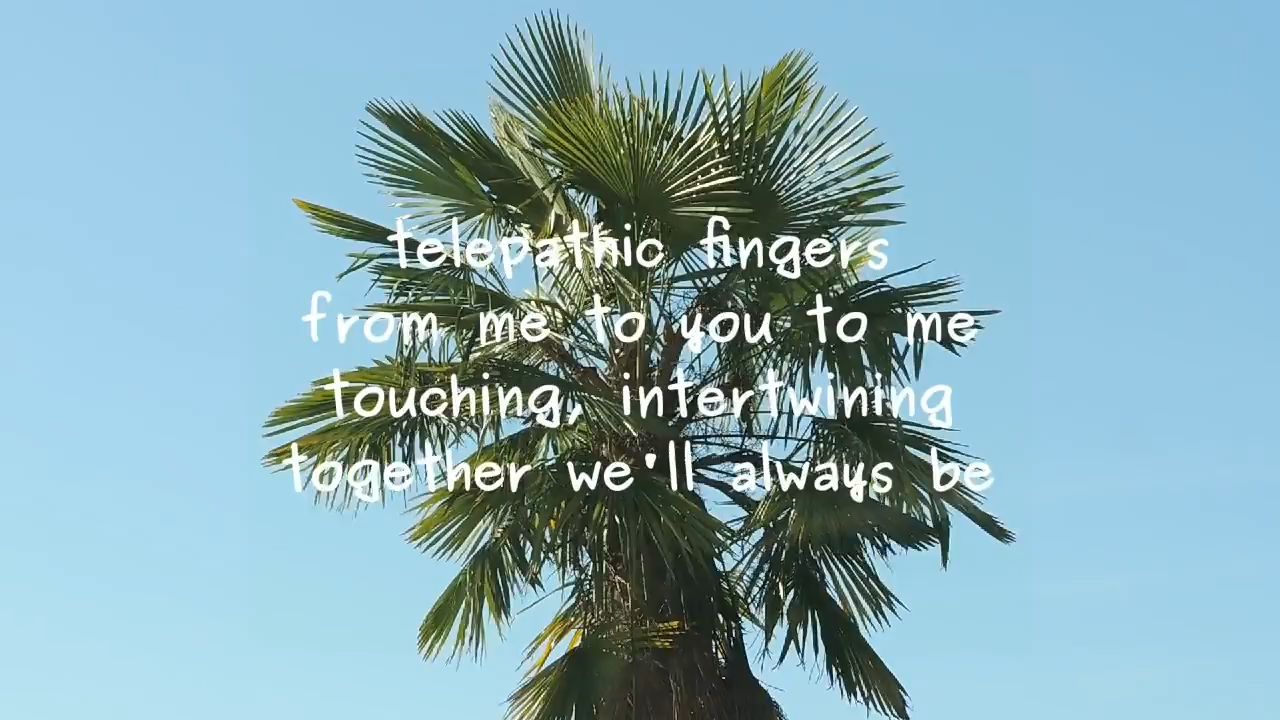 telepathic fingers
from me to you to me
touching, intertwining
together we'll always be